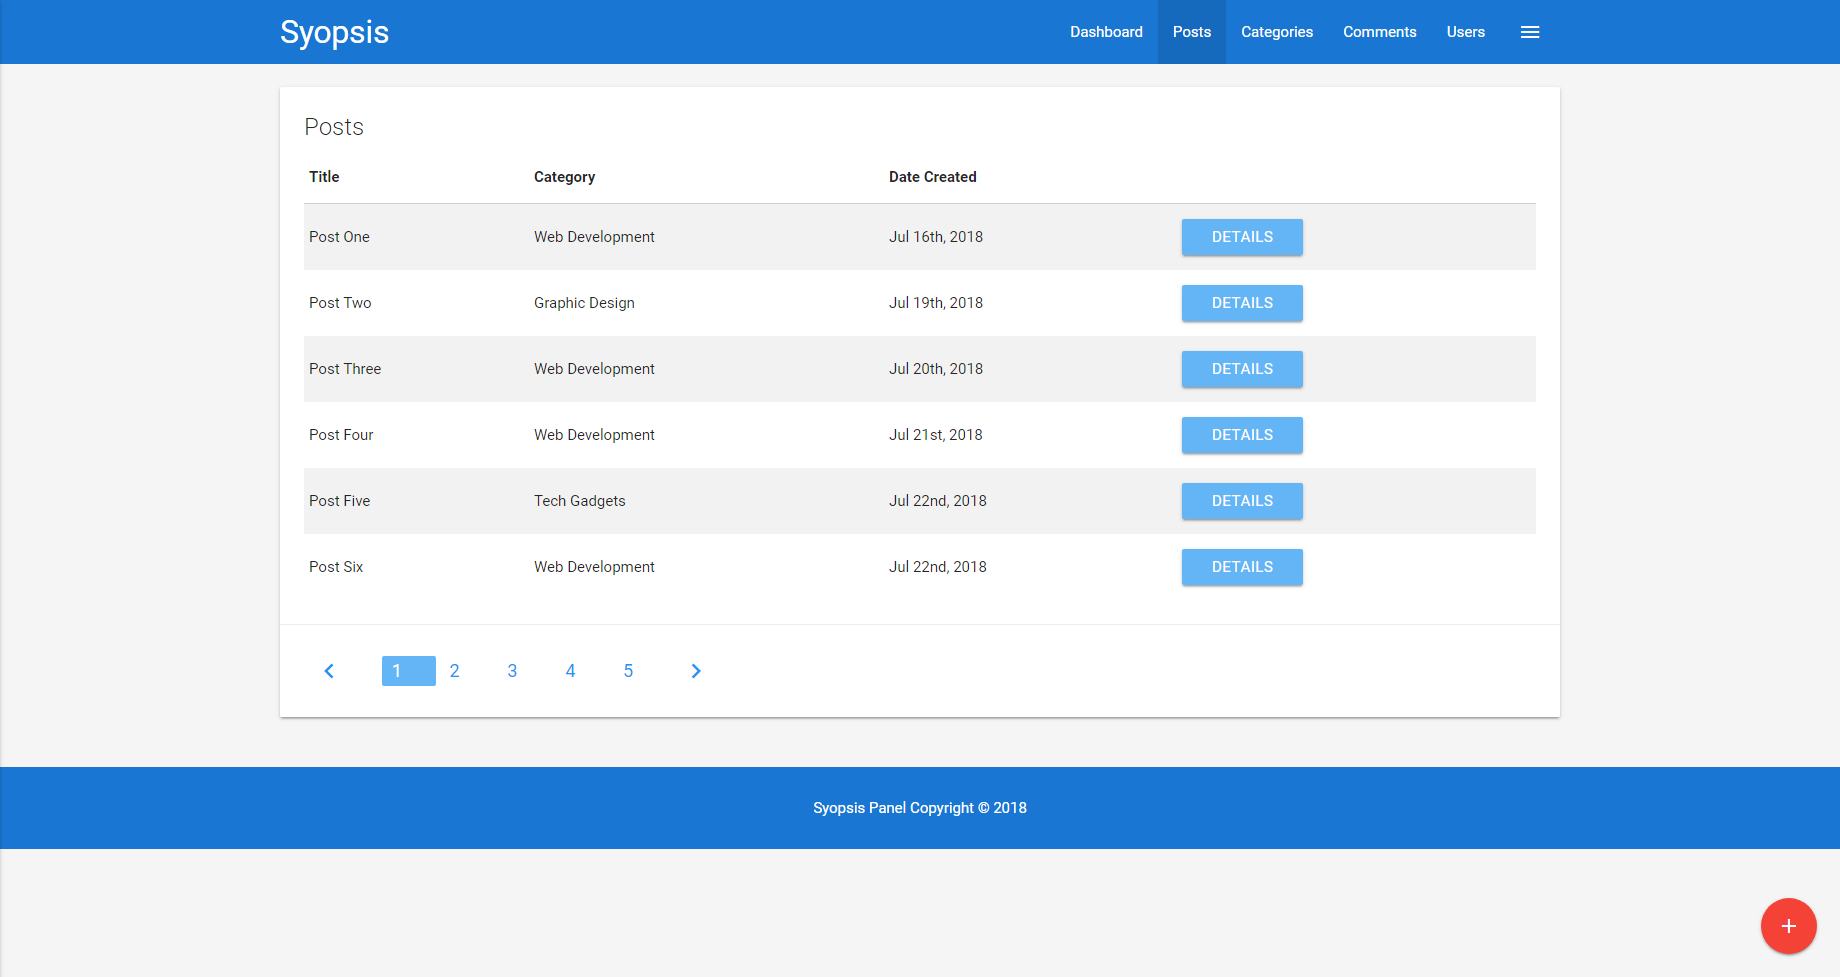 Syopsis Dashboard Posts Categories Comments Users
Posts
Title Category Date Created
Post One Web Development Jul 16th, 2018 DETAILS
Post Two Graphic Design Jul 19th, 2018 DETAILS
Post Three Web Development Jul 20th, 2018 DETAILS
Post Four Web Development Jul 21st, 2018 DETAILS
Post Five Tech Gadgets Jul 22nd, 2018 DETAILS
Post Six Web Development Jul 22nd, 2018 DETAILS
1 2 3 4 5
Syopsis Panel Copyright © 2018